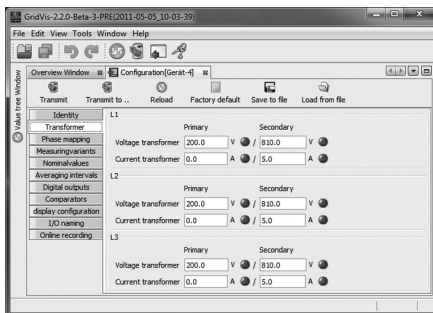 GridVis-2.2.0-Beta-3-PRE(2011-05-05_10-03-39)
File Edit View Tools Window Help
Value tree Window
Overview Window
Configuration[Gerät-4]
Transmit
Transmit to ..
Reload
Factory default
Save to file
Load from file
Identity
Transformer
Phase mapping
Measuringvariants
Nominalvalues
Averaging intervals
Digital outputs
Comparators
display configuration
I/O naming
Online recording
L1
Primary Secondary
Voltage transformer 200.0 V / 810.0 V
Current transformer 0.0 A / 5.0 A
L2
Primary Secondary
Voltage transformer 200.0 V / 810.0 V
Current transformer 0.0 A / 5.0 A
L3
Primary Secondary
Voltage transformer 200.0 V / 810.0 V
Current transformer 0.0 A / 5.0 A